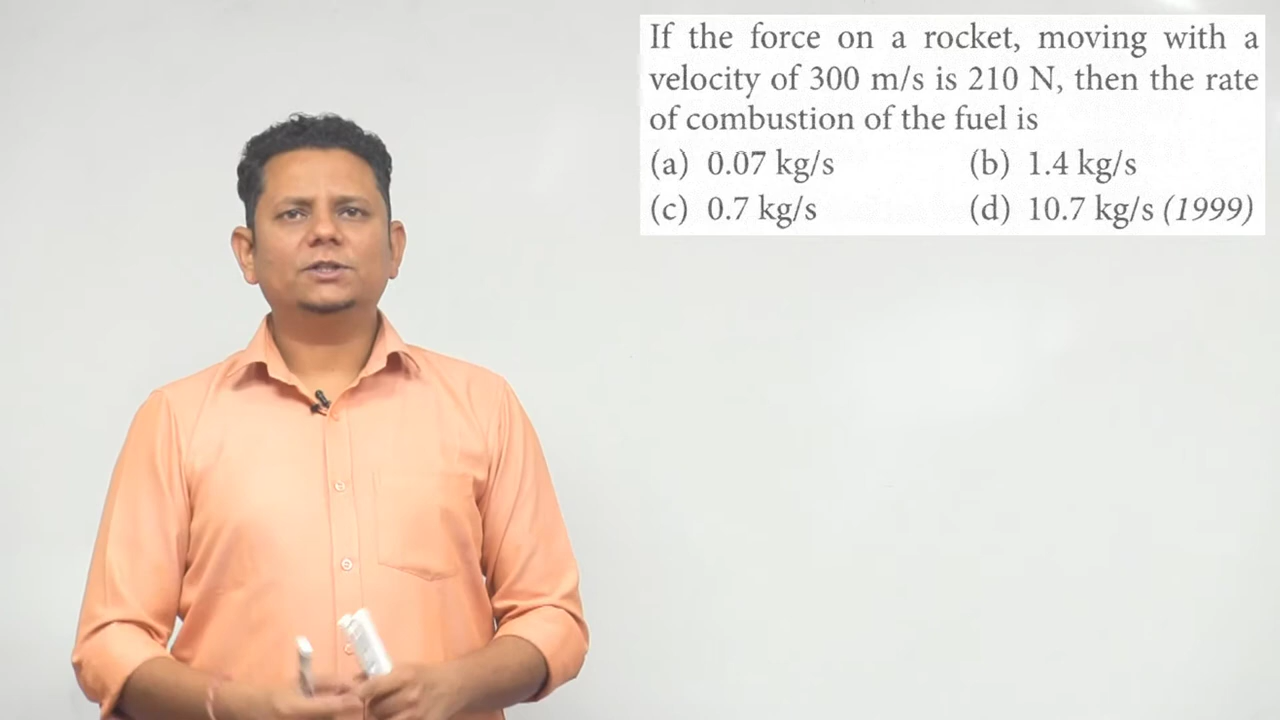 If the force on a rocket, moving with a
velocity of 300 m/s is 210 N, then the rate
of combustion of the fuel is
(a) 0.07 kg/s (b) 1.4 kg/s
(c) 0.7 kg/s (d) 10.7 kg/s (1999)